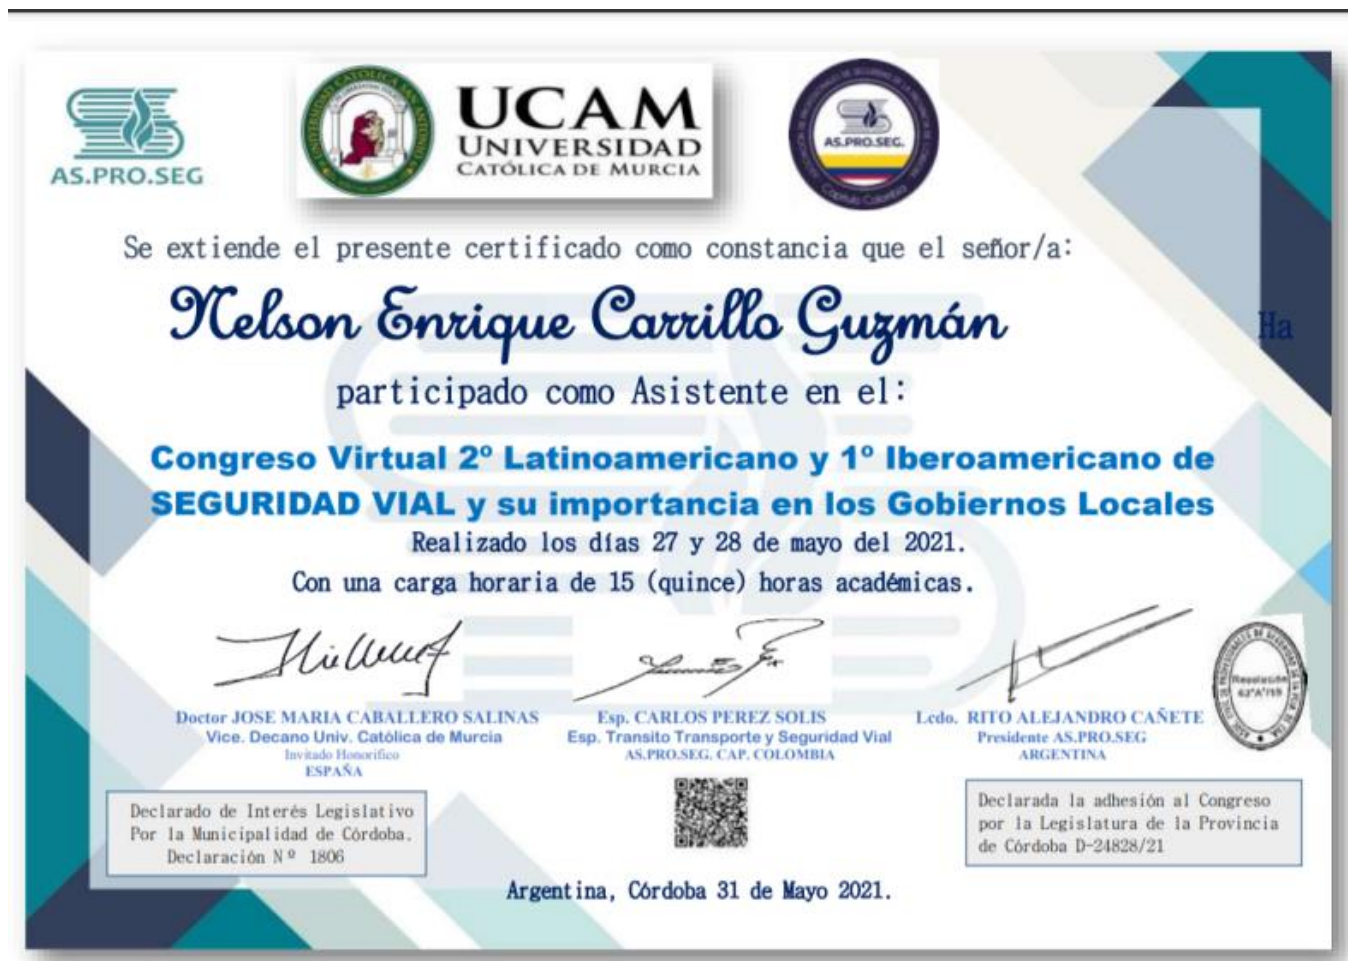 AS.PRO.SEG
UCAM
UNIVERSIDAD
CATÓLICA DE MURCIA
AS.PRO.SEG.
Capitulo Colombia
Se extiende el presente certificado como constancia que el señor/a:
Nelson Enrique Carrillo Guzmán Ha
participado como Asistente en el:
Congreso Virtual 2º Latinoamericano y 1º Iberoamericano de
SEGURIDAD VIAL y su importancia en los Gobiernos Locales
Realizado los días 27 y 28 de mayo del 2021.
Con una carga horaria de 15 (quince) horas académicas.
Doctor JOSE MARIA CABALLERO SALINAS
Vice. Decano Univ. Católica de Murcia
Invitado Honorifico
ESPAÑA
Esp. CARLOS PEREZ SOLIS
Esp. Transito Transporte y Seguridad Vial
AS.PRO.SEG. CAP. COLOMBIA
Lcdo. RITO ALEJANDRO CAÑETE
Presidente AS.PRO.SEG
ARGENTINA
Resolución
Declarado de Interés Legislativo
Por la Municipalidad de Córdoba.
Declaración Nº 1806
Declarada la adhesión al Congreso
por la Legislatura de la Provincia
de Córdoba D-24828/21
Argentina, Córdoba 31 de Mayo 2021.